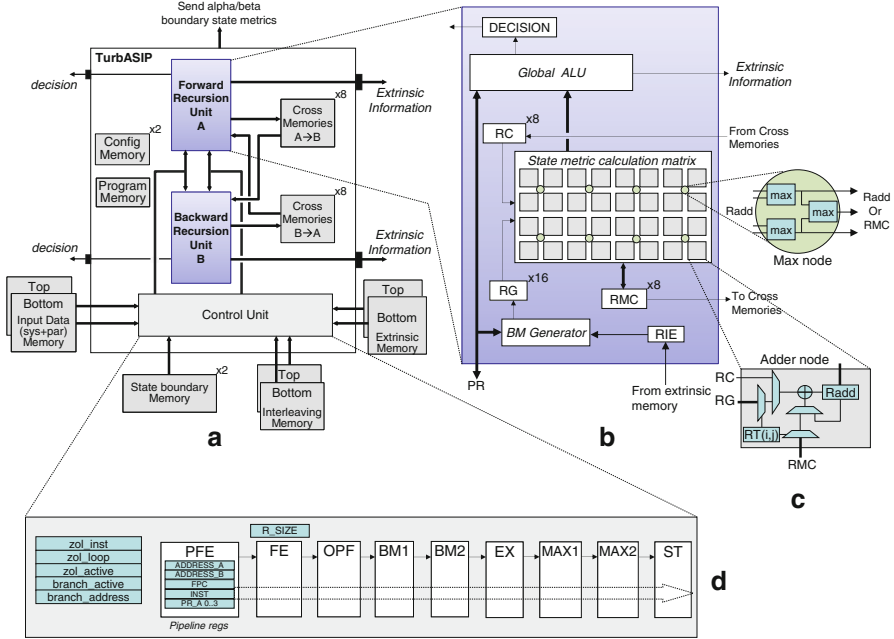 Send alpha/beta
boundary state metrics
TurbASIP
decision
Forward
Recursion
Unit
A
Extrinsic
Information
x8
Cross
Memories
A→B
x2
Config
Memory
Program
Memory
Backward
Recursion
Unit
B
x8
Cross
Memories
B→A
decision
Extrinsic
Information
Top
Bottom
Input Data
(sys+par)
Memory
Control Unit
Top
Bottom
Extrinsic
Memory
x2
State boundary
Memory
Top
Bottom
Interleaving
Memory
a
DECISION
Global ALU
Extrinsic
Information
RC
x8
From Cross
Memories
State metric calculation matrix
RG
x16
RMC
x8
To Cross
Memories
BM Generator
RIE
PR
From extrinsic
memory
b
Radd
max
max
max
Radd
Or
RMC
Max node
Adder node
RC
RG
Radd
RT(i,j)
RMC
c
zol_inst
zol_loop
zol_active
branch_active
branch_address
R_SIZE
PFE
ADDRESS_A
ADDRESS_B
FPC
INST
PR_A 0..3
Pipeline regs
FE
OPF
BM1
BM2
EX
MAX1
MAX2
ST
d